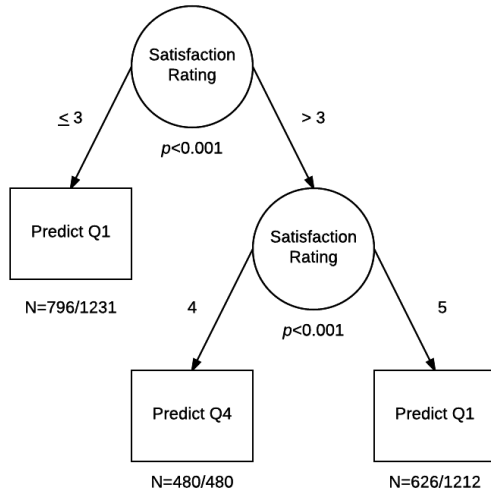 Satisfaction
Rating
≤ 3
> 3
p<0.001
Predict Q1
N=796/1231
Satisfaction
Rating
4
5
p<0.001
Predict Q4
Predict Q1
N=480/480
N=626/1212